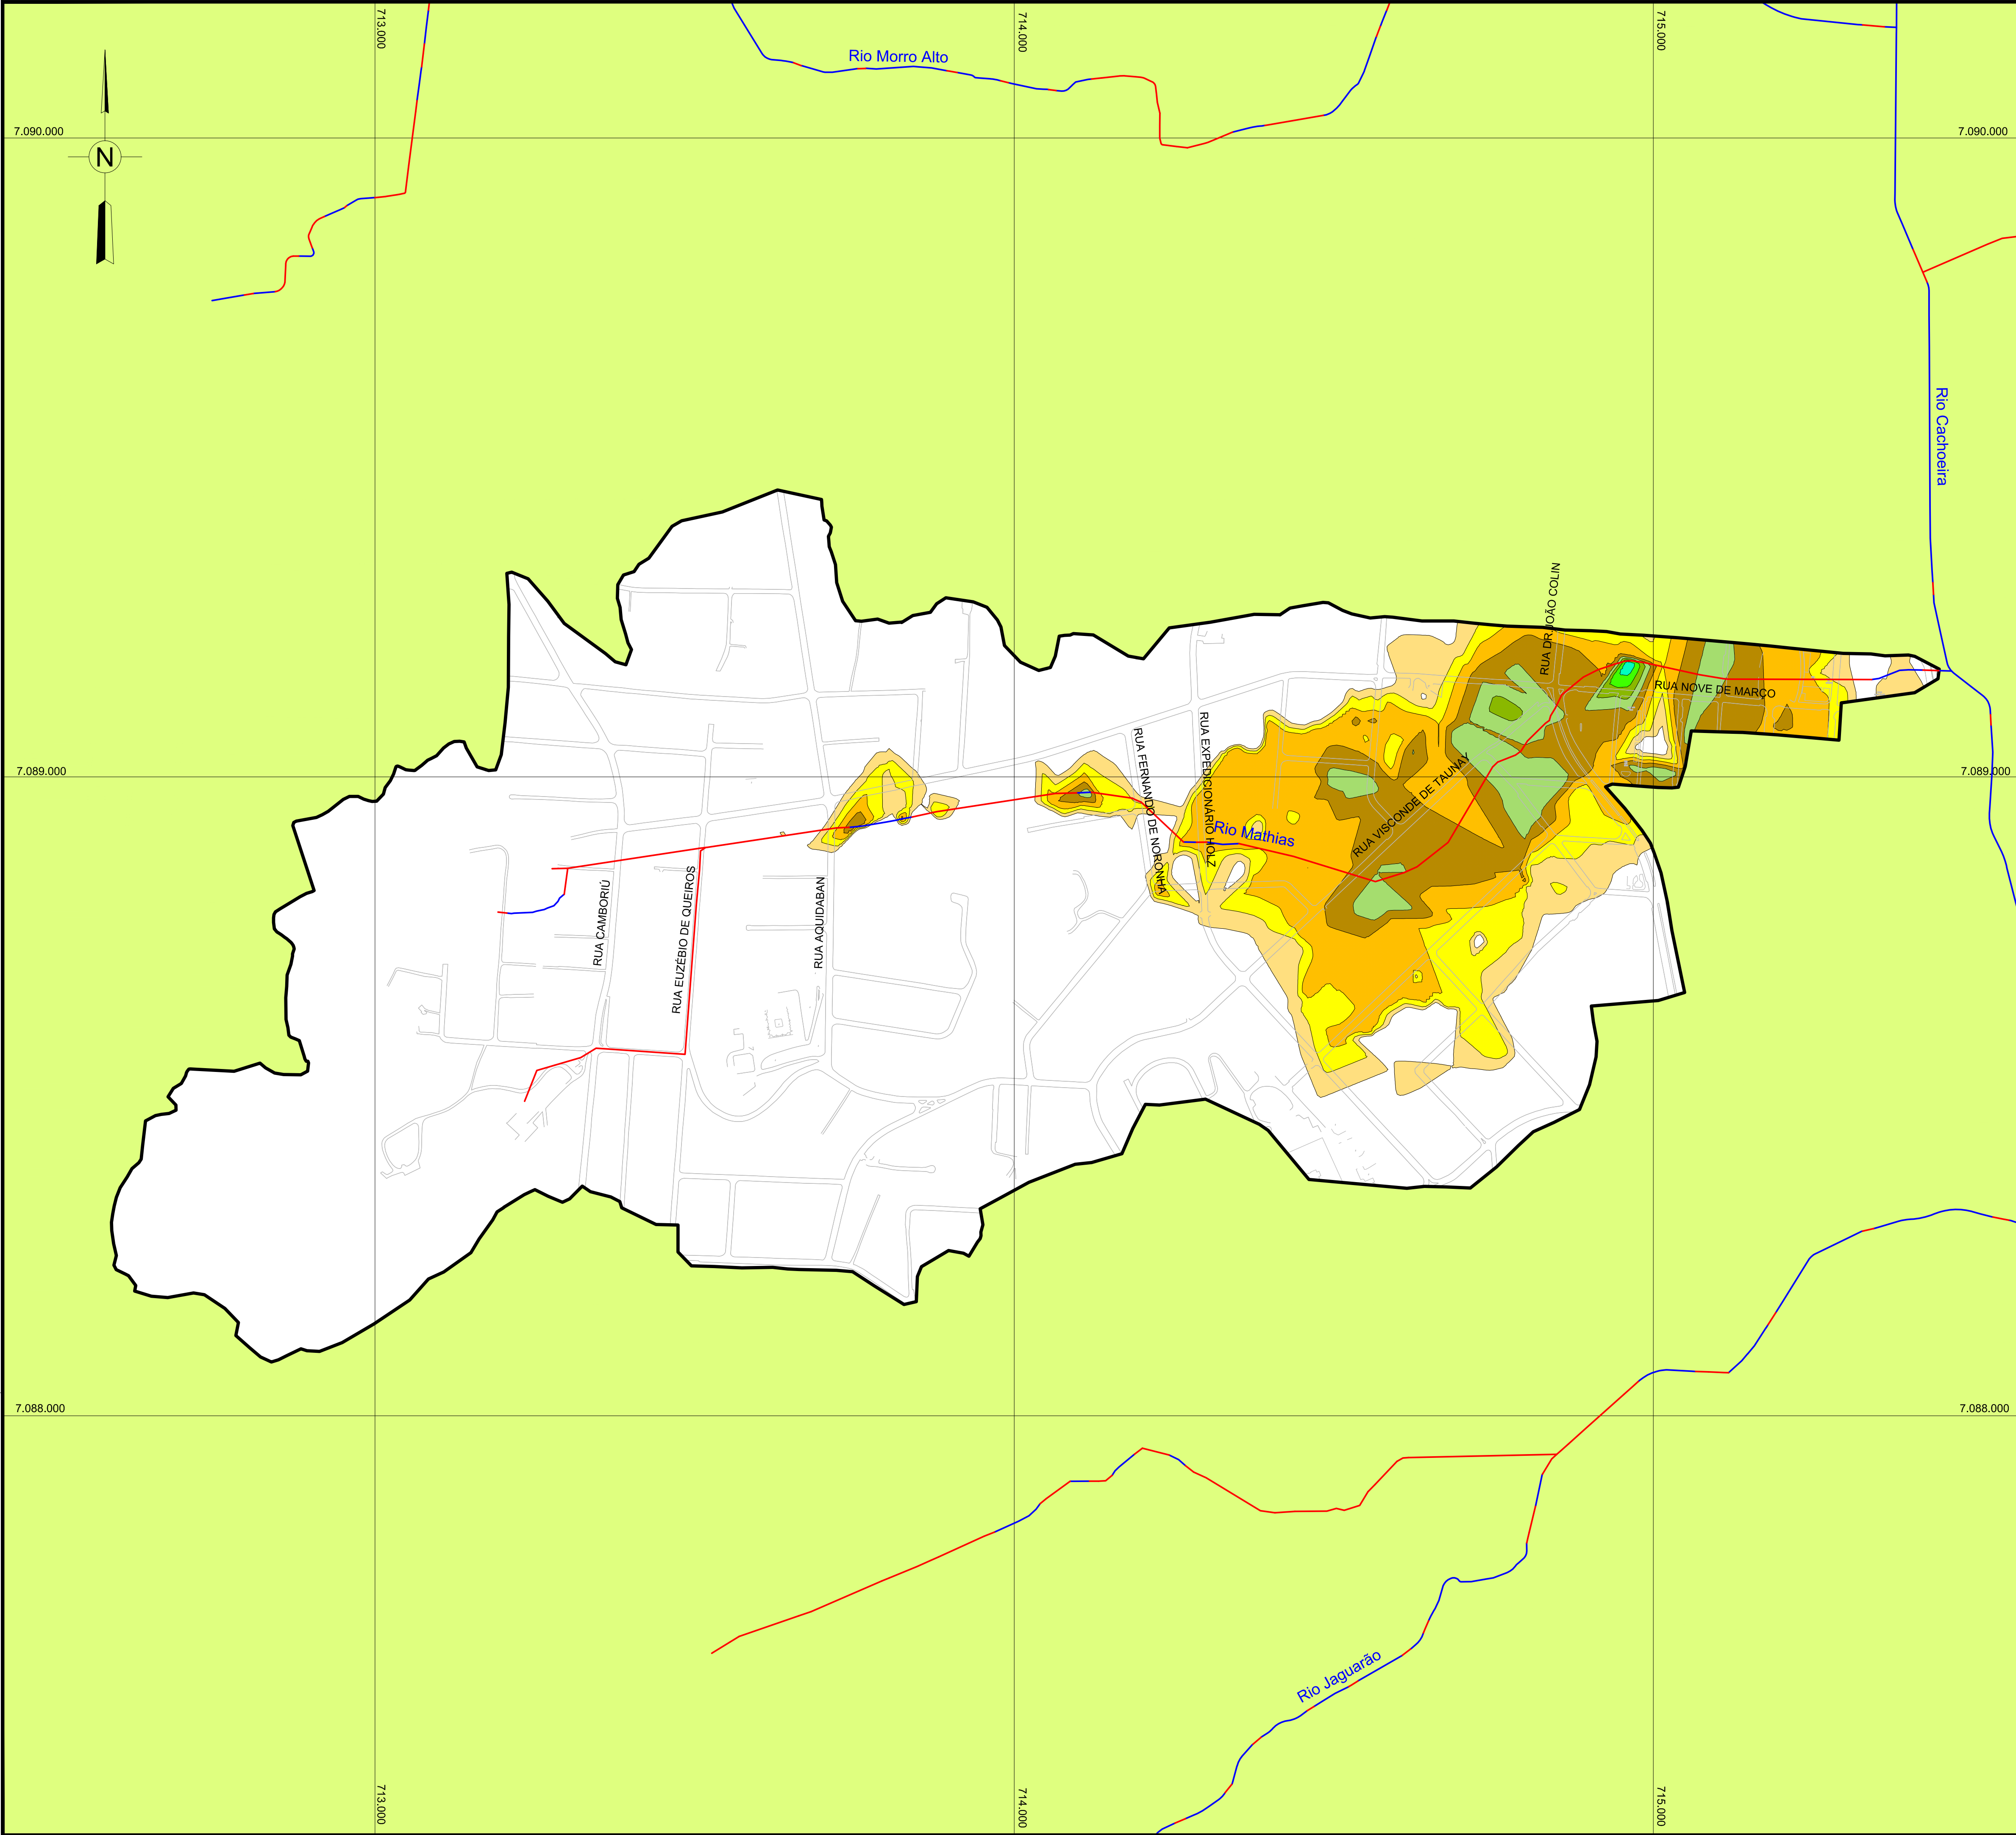 713.000
714.000
715.000
Rio Morro Alto
7.090.000
7.090.000
N
Rio Cachoeira
RUA DR.JOÃO COLIN
RUA NOVE DE MARÇO
7.089.000
7.089.000
RUA FERNANDO DE NORONHA
RUA EXPEDICIONÁRIO HOLZ
RUA VISCONDE DE TAUNAY
Rio Mathias
RUA CAMBORIÚ
RUA EUZÉBIO DE QUEIROS
RUA AQUIDABAN
7.088.000
7.088.000
Rio Jaguarão
713.000
714.000
715.000